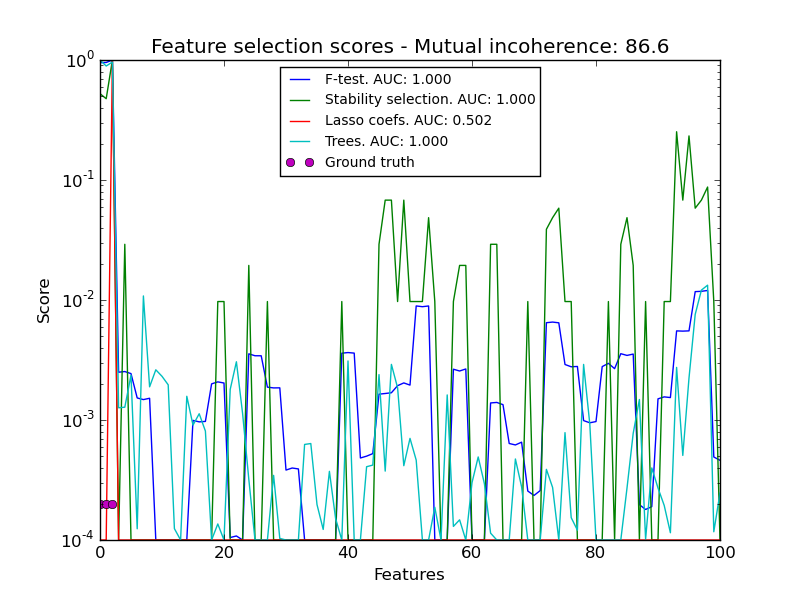 Feature selection scores - Mutual incoherence: 86.6
10^0
10^-1
10^-2
10^-3
10^-4
Score
F-test. AUC: 1.000
Stability selection. AUC: 1.000
Lasso coefs. AUC: 0.502
Trees. AUC: 1.000
Ground truth
0 20 40 60 80 100
Features